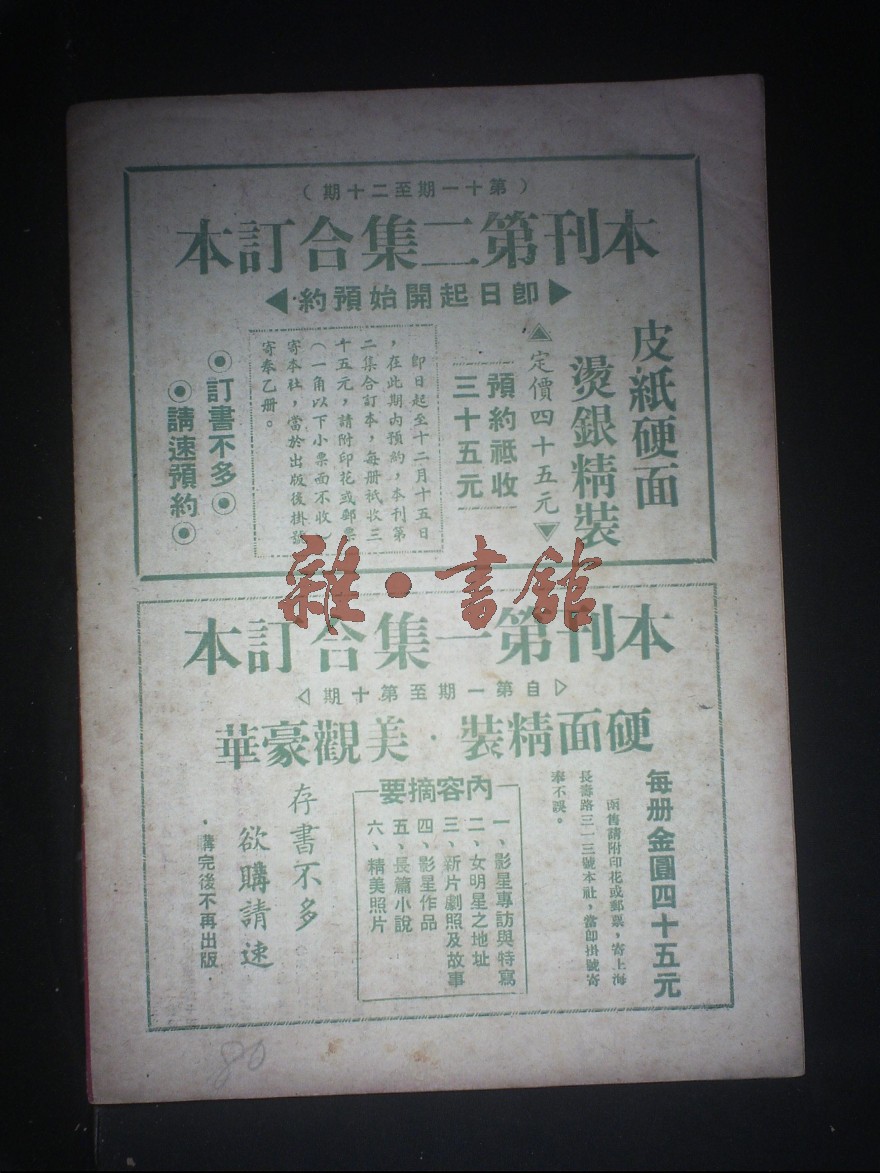 （第十一期至二十期）
本刊第二集合訂本
▶即日起開始預約◀
皮紙硬面
燙銀精裝
▲定價四十五元▼
預約祗收
三十五元
即日起至十二月十五日
，在此期内預約，本刊第
二集合訂本，每册祗收三
十五元，請附印花或郵票
（一角以下小票面不收）
寄本社，當於出版後掛號
寄奉乙册。
◉訂書不多◉
◉請速預約◉
雜·書館
本刊第一集合訂本
▷自第一期至第十期◁
硬面精裝·美觀豪華
每册金圓四十五元
函售請附印花或郵票，寄上海
長壽路三一三號本社，當即掛號寄
奉不誤。
內容摘要
一、影星專訪與特寫
二、女明星之地址
三、新片劇照及故事
四、影星作品
五、長篇小說
六、精美照片
存書不多
欲購請速
·購完後不再出版·
80